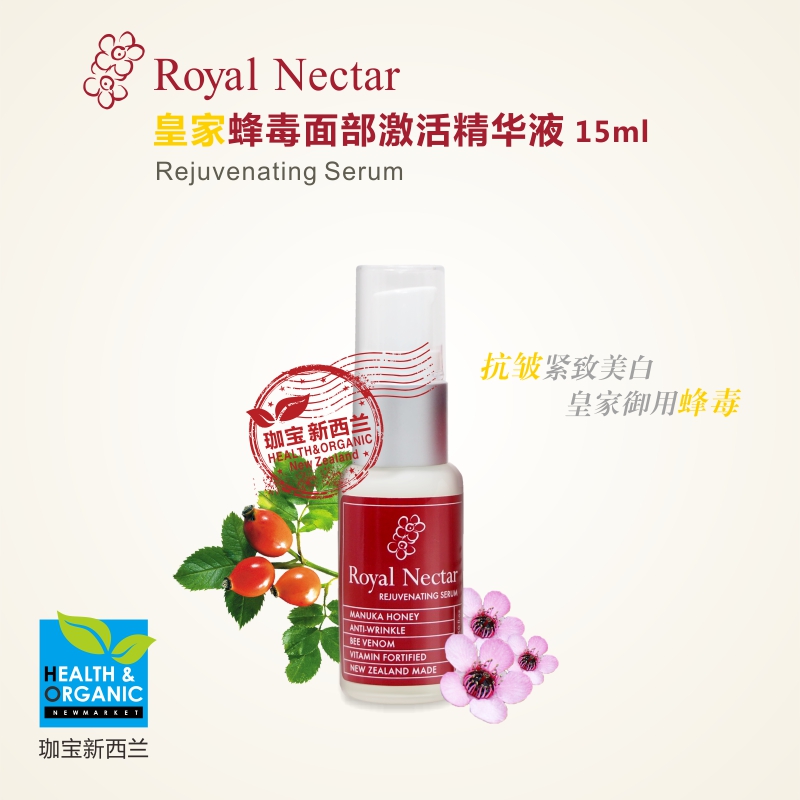 Royal Nectar
皇家蜂毒面部激活精华液 15ml
Rejuvenating Serum
抗皱紧致美白
皇家御用蜂毒
珈宝新西兰
HEALTH&ORGANIC
New Zealand
Royal Nectar
REJUVENATING SERUM
MANUKA HONEY
ANTI-WRINKLE
BEE VENOM
VITAMIN FORTIFIED
NEW ZEALAND MADE
HEALTH &
ORGANIC
NEWMARKET
珈宝新西兰